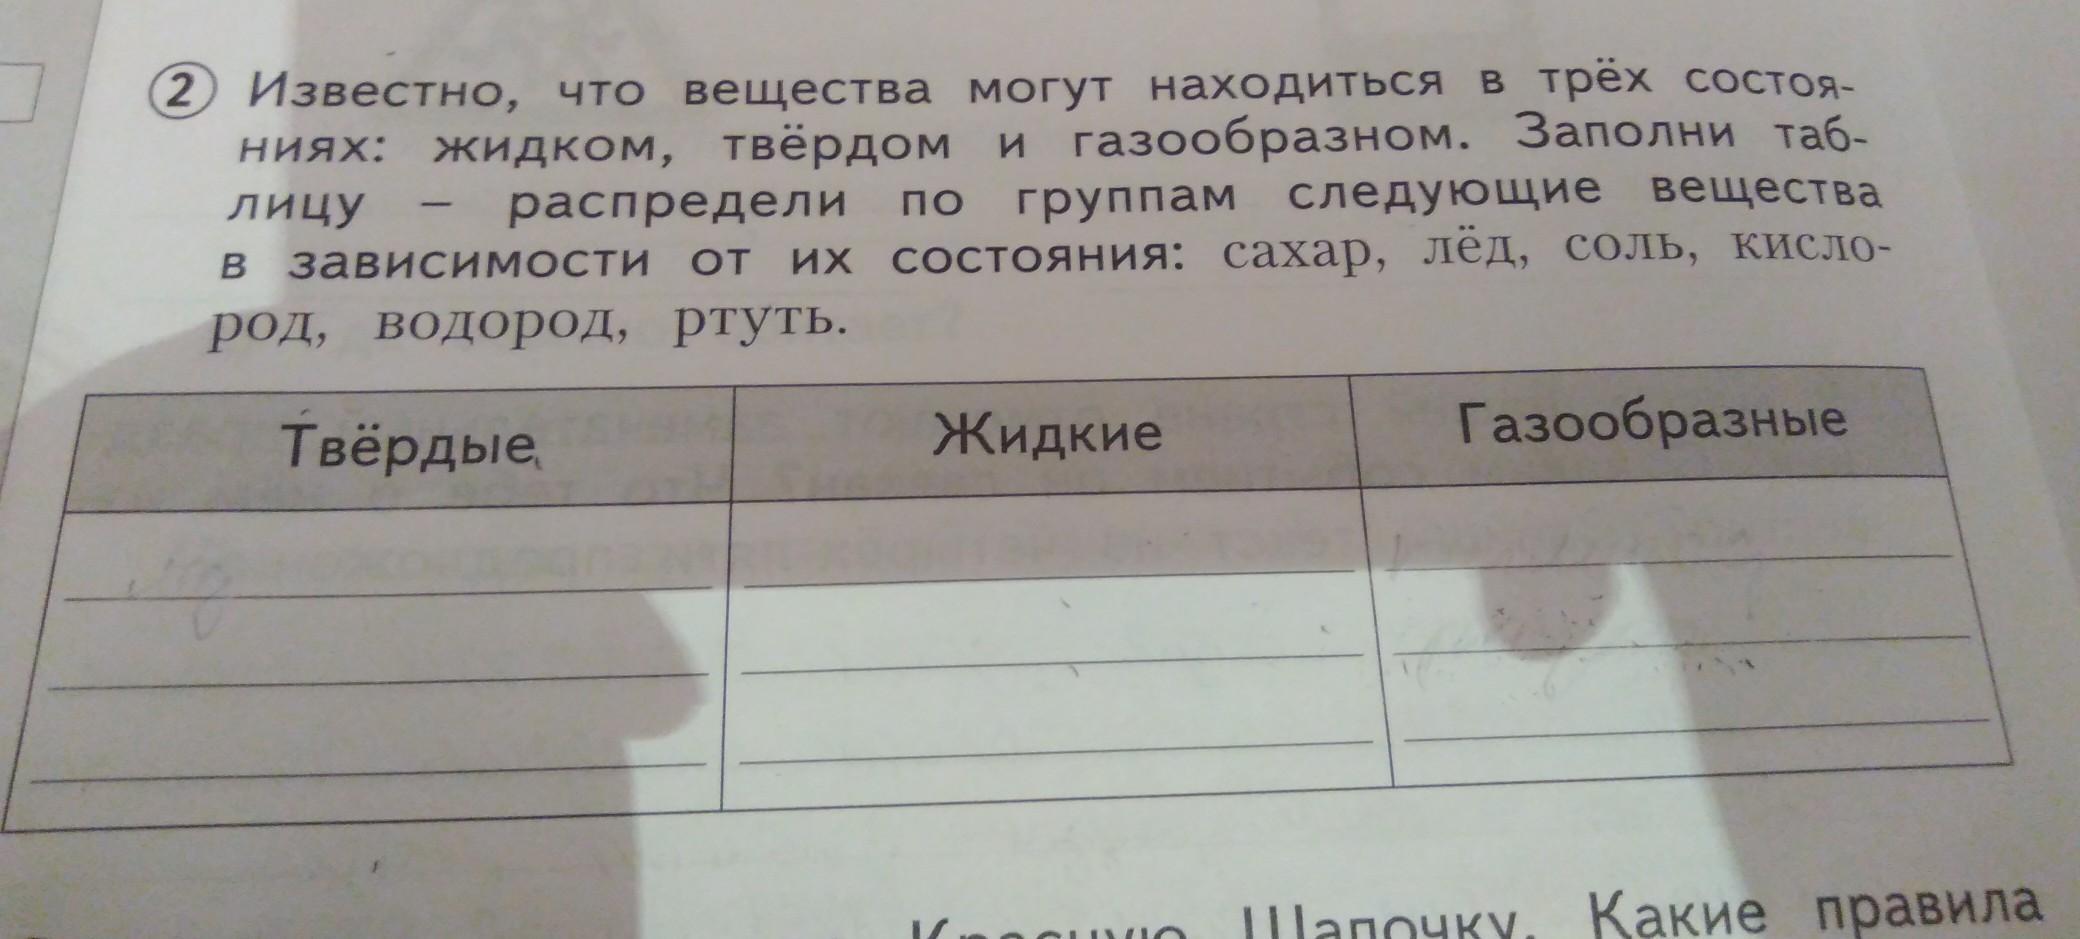 2 Известно, что вещества могут находиться в трёх состоя-
ниях: жидком, твёрдом и газообразном. Заполни таб-
лицу – распредели по группам следующие вещества
в зависимости от их состояния: сахар, лёд, соль, кисло-
род, водород, ртуть.
Твёрдые Жидкие Газообразные
Красную Шапочку. Какие правила